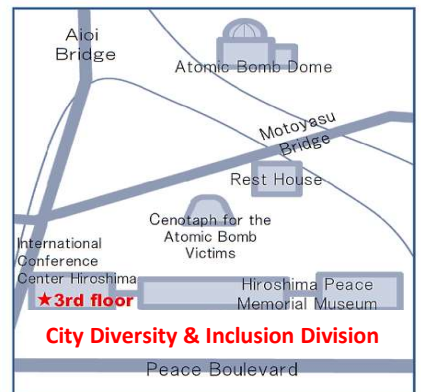 Aioi
Bridge
Atomic Bomb Dome
Motoyasu
Bridge
Rest House
Cenotaph for the
Atomic Bomb
Victims
International
Conference
Center Hiroshima
★3rd floor
Hiroshima Peace
Memorial Museum
City Diversity & Inclusion Division
Peace Boulevard